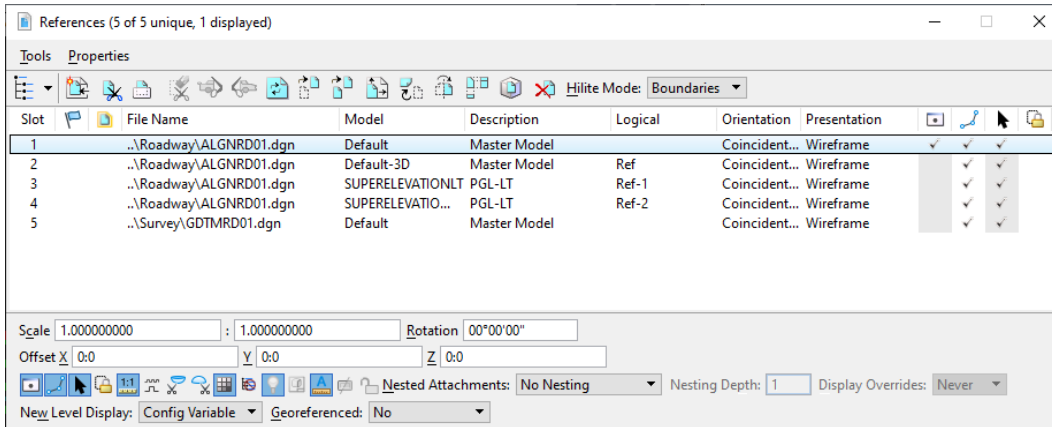 References (5 of 5 unique, 1 displayed)
Tools Properties
Hilite Mode: Boundaries
Slot File Name Model Description Logical Orientation Presentation
1 ..\Roadway\ALGNRD01.dgn Default Master Model Coincident... Wireframe
2 ..\Roadway\ALGNRD01.dgn Default-3D Master Model Ref Coincident... Wireframe
3 ..\Roadway\ALGNRD01.dgn SUPERELEVATIONLT PGL-LT Ref-1 Coincident... Wireframe
4 ..\Roadway\ALGNRD01.dgn SUPERELEVATIO... PGL-LT Ref-2 Coincident... Wireframe
5 ..\Survey\GDTMRD01.dgn Default Master Model Coincident... Wireframe
Scale 1.000000000 : 1.000000000 Rotation 00°00'00"
Offset X 0:0 Y 0:0 Z 0:0
1:1 A Nested Attachments: No Nesting Nesting Depth: 1 Display Overrides: Never
New Level Display: Config Variable Georeferenced: No